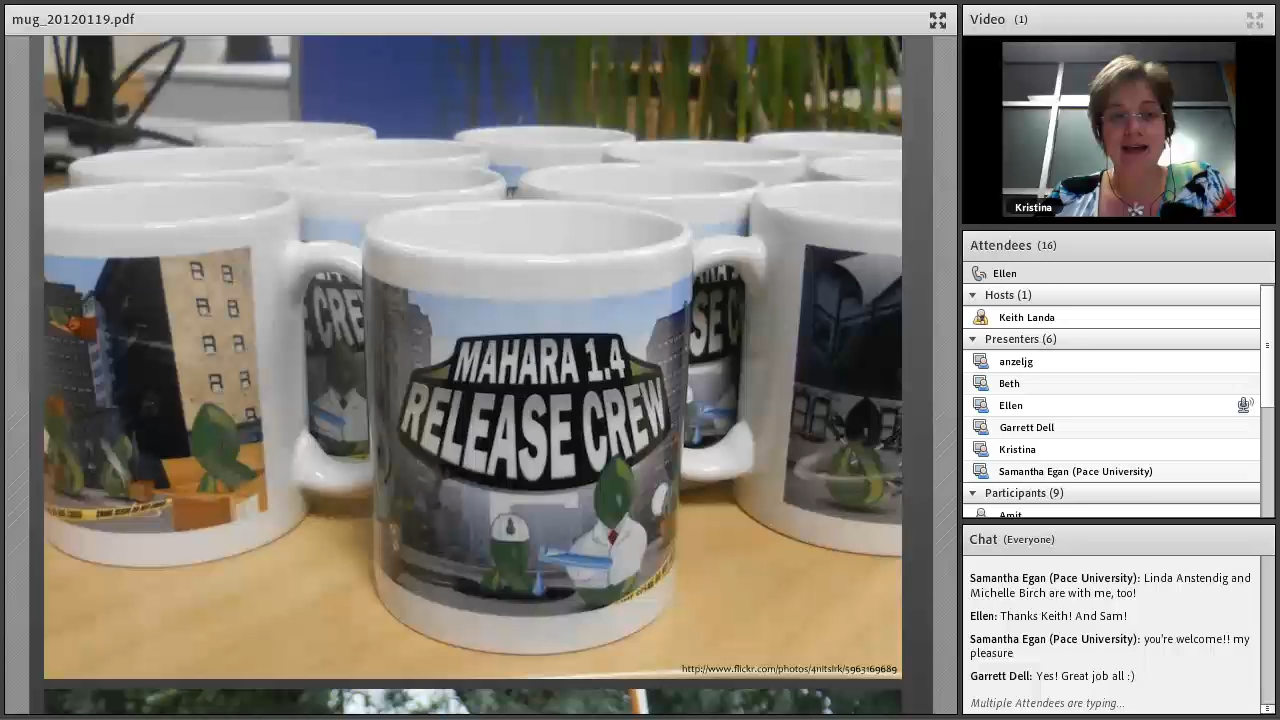 mug_20120119.pdf
MAHARA 1.4
RELEASE CREW
http://www.flickr.com/photos/4nitsirk/5963169689
Video (1)
Kristina
Attendees (16)
Ellen
Hosts (1)
Keith Landa
Presenters (6)
anzeljg
Beth
Ellen
Garrett Dell
Kristina
Samantha Egan (Pace University)
Participants (9)
Amit
Chat (Everyone)
Samantha Egan (Pace University): Linda Anstendig and
Michelle Birch are with me, too!
Ellen: Thanks Keith! And Sam!
Samantha Egan (Pace University): you're welcome!! my
pleasure
Garrett Dell: Yes! Great job all :)
Multiple Attendees are typing...